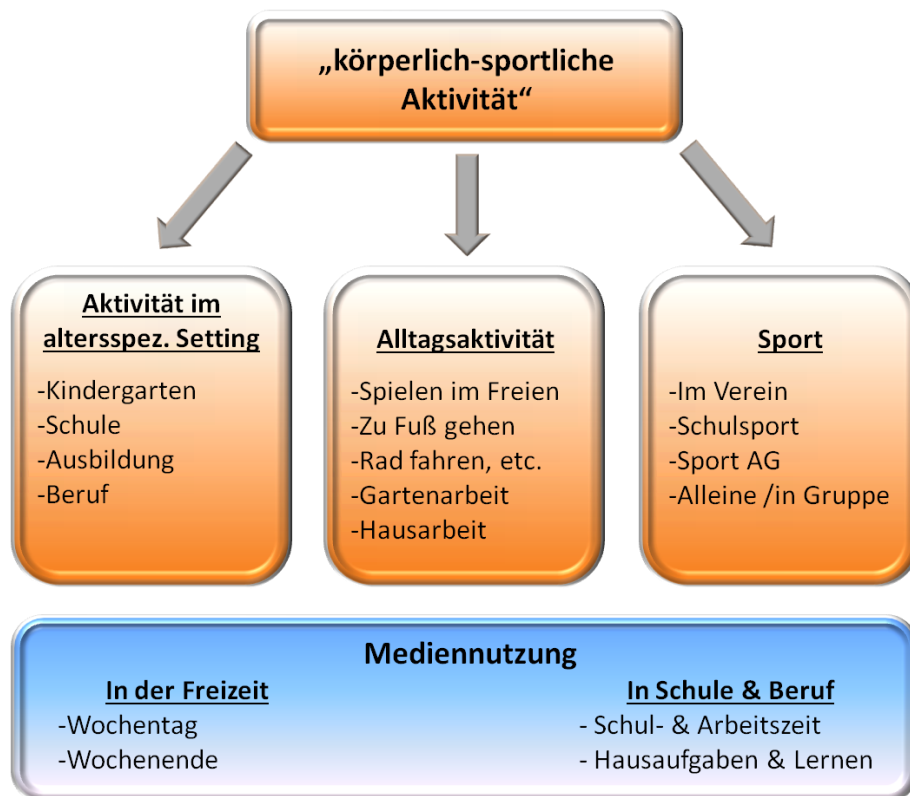 „körperlich-sportliche
Aktivität“
Aktivität im
altersspez. Setting
-Kindergarten
-Schule
-Ausbildung
-Beruf
Alltagsaktivität
-Spielen im Freien
-Zu Fuß gehen
-Rad fahren, etc.
-Gartenarbeit
-Hausarbeit
Sport
-Im Verein
-Schulsport
-Sport AG
-Alleine /in Gruppe
Mediennutzung
In der Freizeit
-Wochentag
-Wochenende
In Schule & Beruf
- Schul- & Arbeitszeit
- Hausaufgaben & Lernen